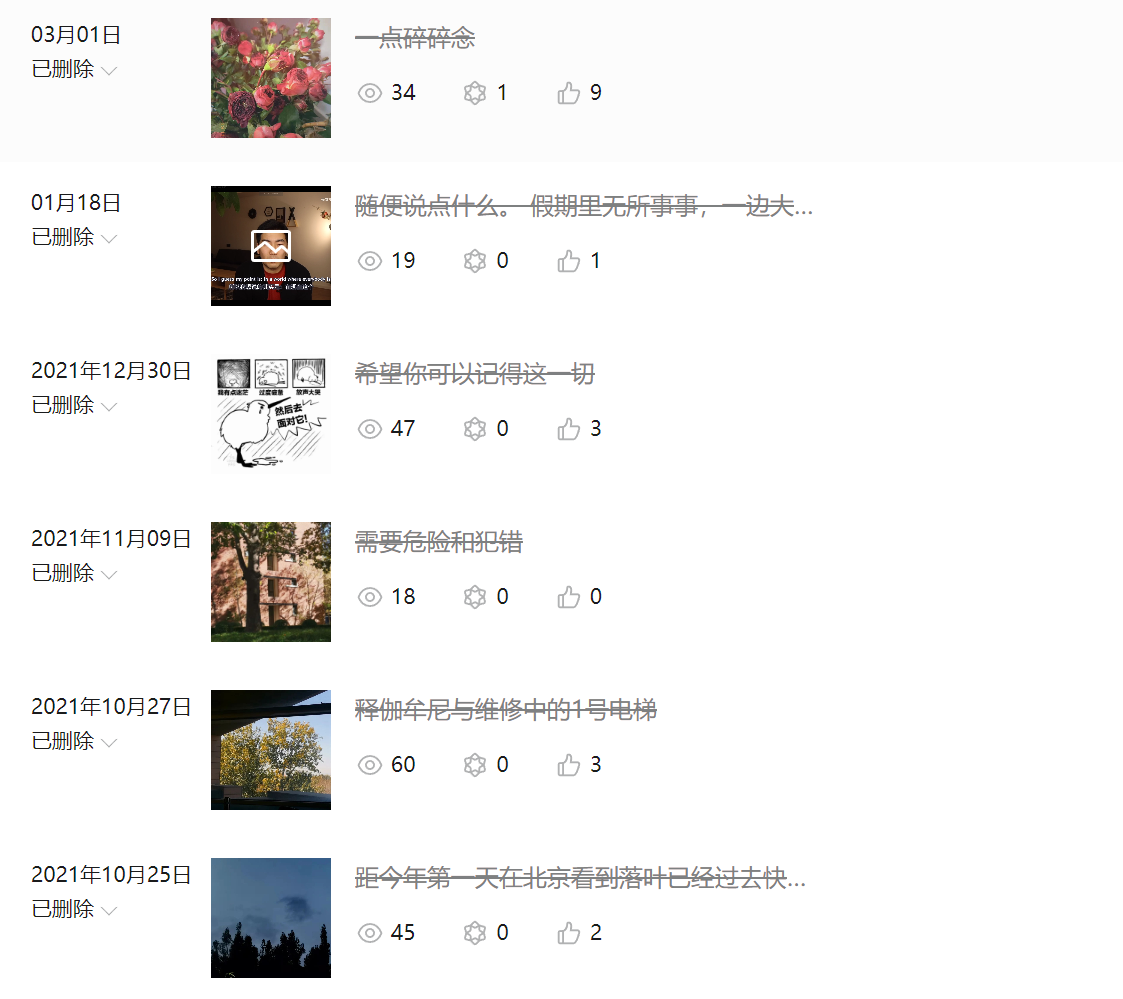 03月01日
已删除
一点碎碎念
34 1 9
01月18日
已删除
随便说点什么。 假期里无所事事，一边大...
19 0 1
2021年12月30日
已删除
我有点迷茫 过度疲惫 放声大哭
然后去
面对它!
希望你可以记得这一切
47 0 3
2021年11月09日
已删除
需要危险和犯错
18 0 0
2021年10月27日
已删除
释伽牟尼与维修中的1号电梯
60 0 3
2021年10月25日
已删除
距今年第一天在北京看到落叶已经过去快...
45 0 2